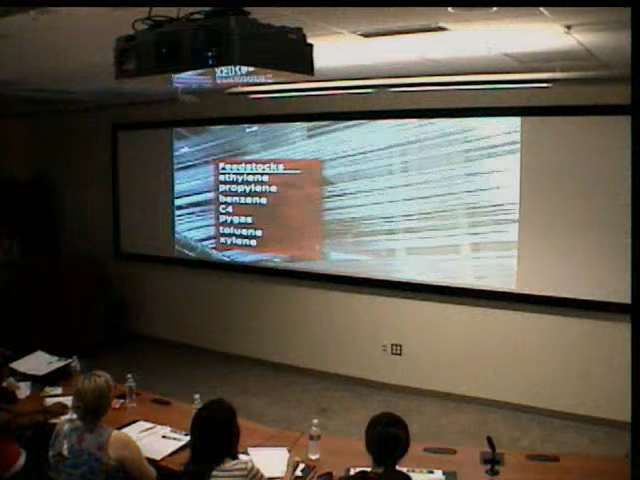 Feedstocks
ethylene
propylene
benzene
C4
pygas
toluene
xylene